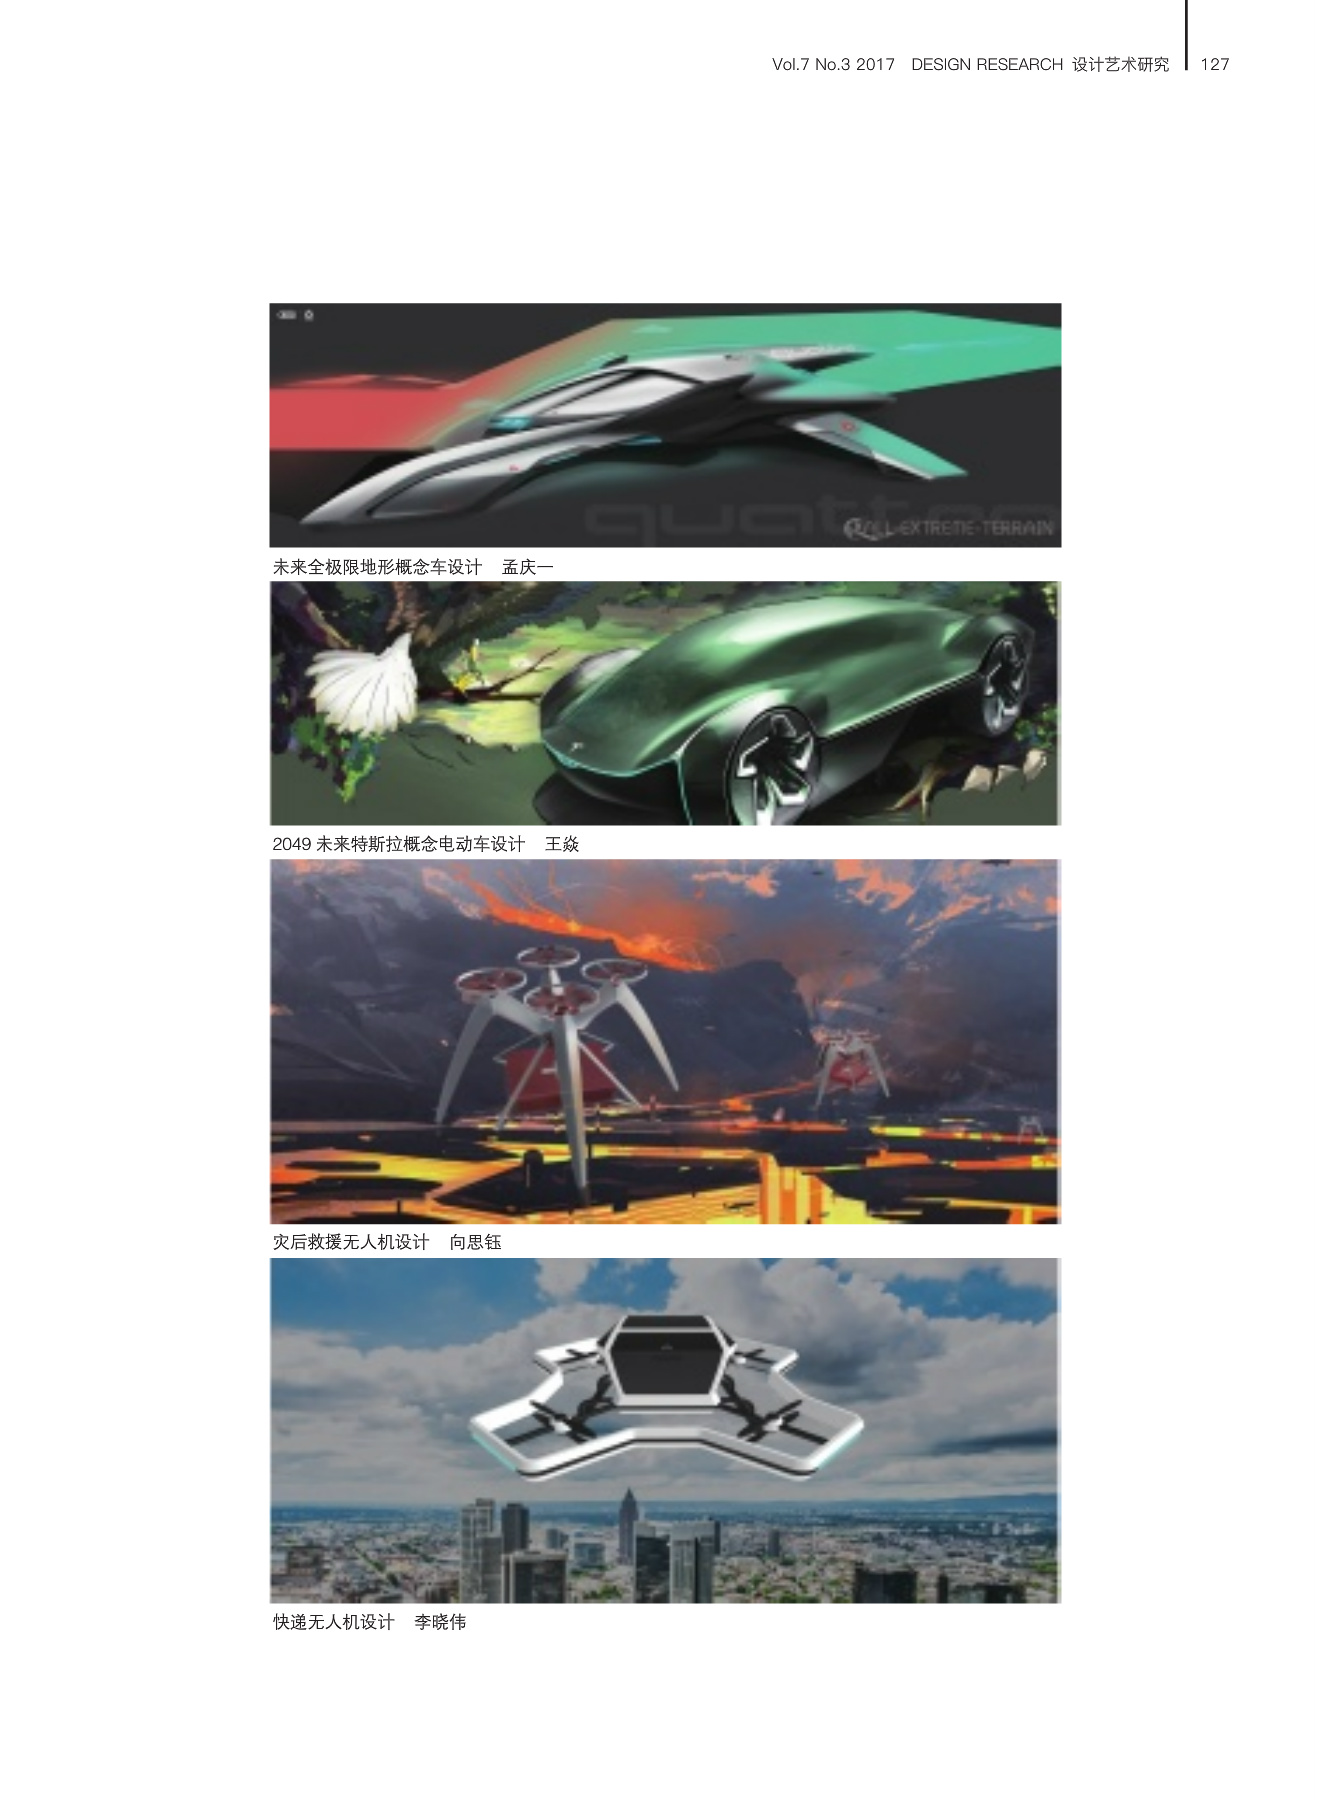 Vol.7 No.3 2017 DESIGN RESEARCH 设计艺术研究 127
quattro
ALL-EXTREME-TERRAIN
未来全极限地形概念车设计 孟庆一
2049 未来特斯拉概念电动车设计 王焱
灾后救援无人机设计 向思钰
快递无人机设计 李晓伟